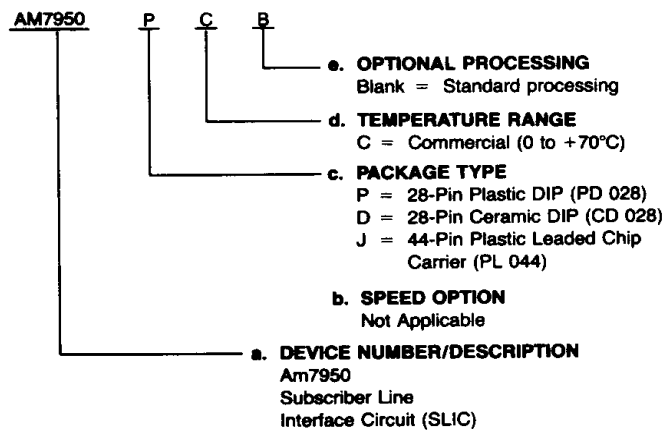 AM7950 P C B
e. OPTIONAL PROCESSING
Blank = Standard processing
d. TEMPERATURE RANGE
C = Commercial (0 to +70°C)
c. PACKAGE TYPE
P = 28-Pin Plastic DIP (PD 028)
D = 28-Pin Ceramic DIP (CD 028)
J = 44-Pin Plastic Leaded Chip
Carrier (PL 044)
b. SPEED OPTION
Not Applicable
a. DEVICE NUMBER/DESCRIPTION
Am7950
Subscriber Line
Interface Circuit (SLIC)